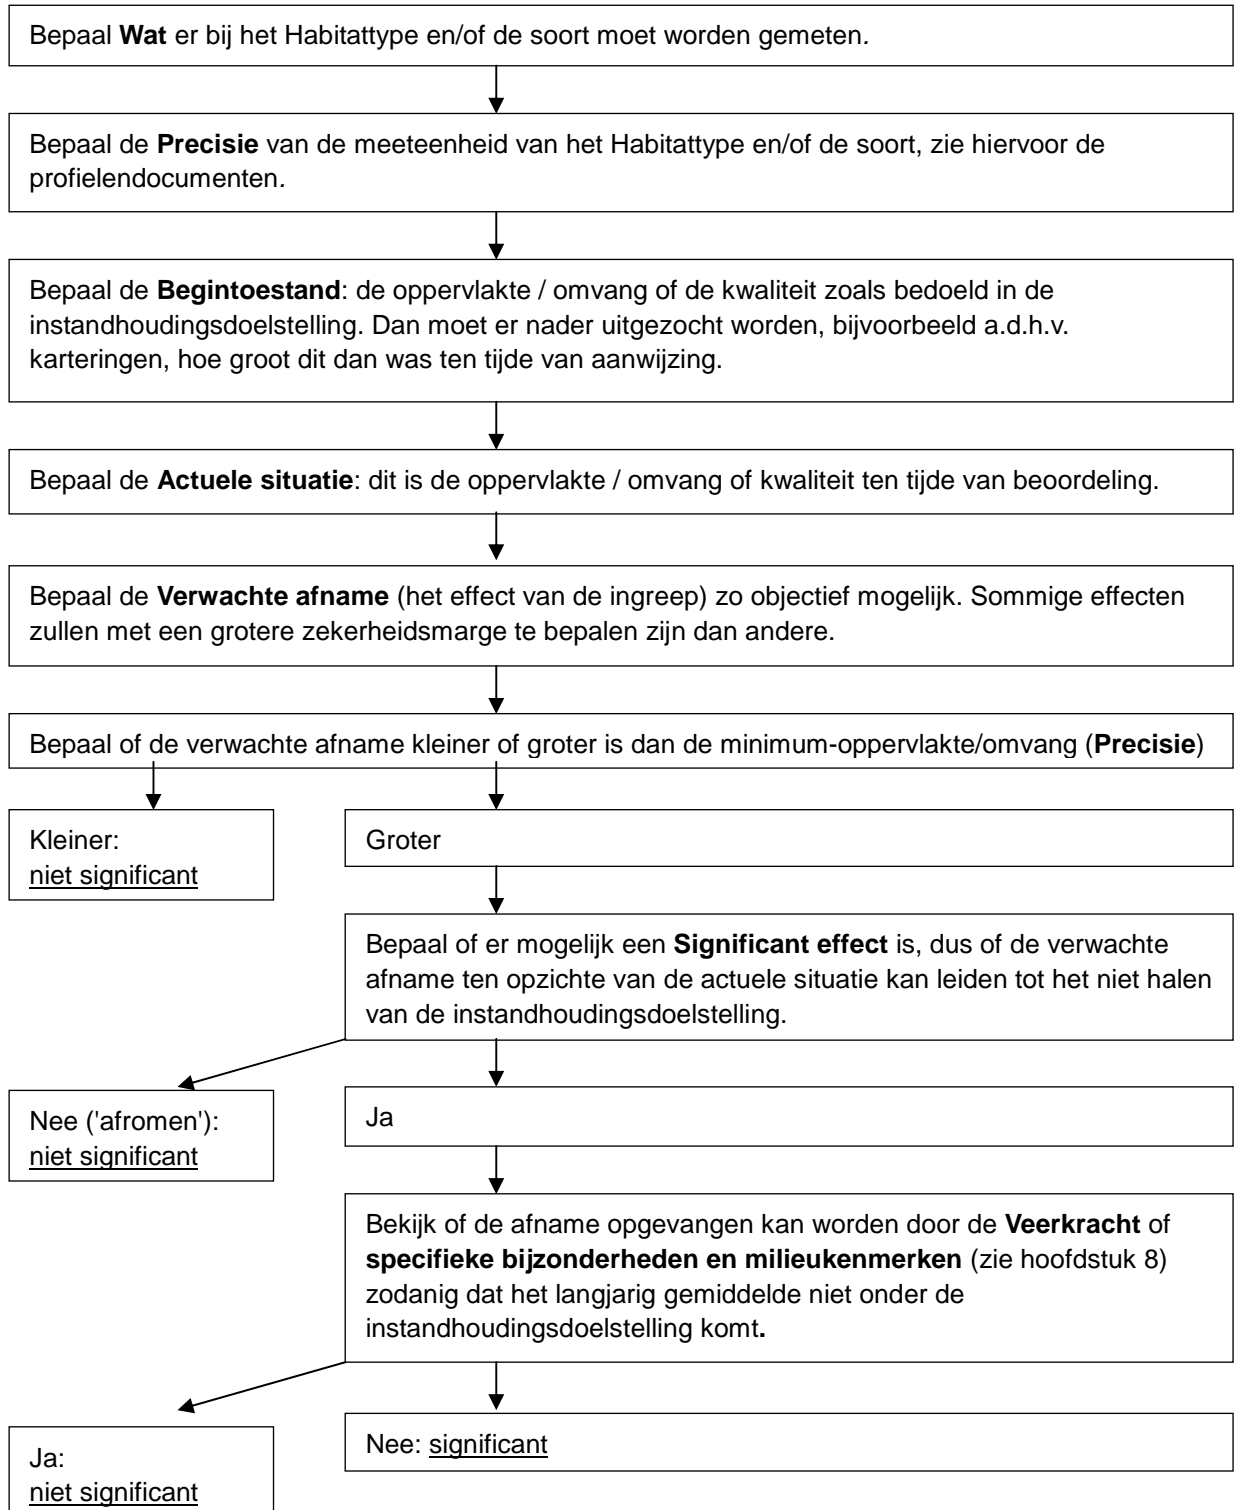 Bepaal Wat er bij het Habitattype en/of de soort moet worden gemeten.
Bepaal de Precisie van de meeteenheid van het Habitattype en/of de soort, zie hiervoor de
profielendocumenten.
Bepaal de Begintoestand: de oppervlakte / omvang of de kwaliteit zoals bedoeld in de
instandhoudingsdoelstelling. Dan moet er nader uitgezocht worden, bijvoorbeeld a.d.h.v.
karteringen, hoe groot dit dan was ten tijde van aanwijzing.
Bepaal de Actuele situatie: dit is de oppervlakte / omvang of kwaliteit ten tijde van beoordeling.
Bepaal de Verwachte afname (het effect van de ingreep) zo objectief mogelijk. Sommige effecten
zullen met een grotere zekerheidsmarge te bepalen zijn dan andere.
Bepaal of de verwachte afname kleiner of groter is dan de minimum-oppervlakte/omvang (Precisie)
Kleiner:
niet significant
Groter
Bepaal of er mogelijk een Significant effect is, dus of de verwachte
afname ten opzichte van de actuele situatie kan leiden tot het niet halen
van de instandhoudingsdoelstelling.
Nee ('afromen'):
niet significant
Ja
Bekijk of de afname opgevangen kan worden door de Veerkracht of
specifieke bijzonderheden en milieukenmerken (zie hoofdstuk 8)
zodanig dat het langjarig gemiddelde niet onder de
instandhoudingsdoelstelling komt.
Ja:
niet significant
Nee: significant